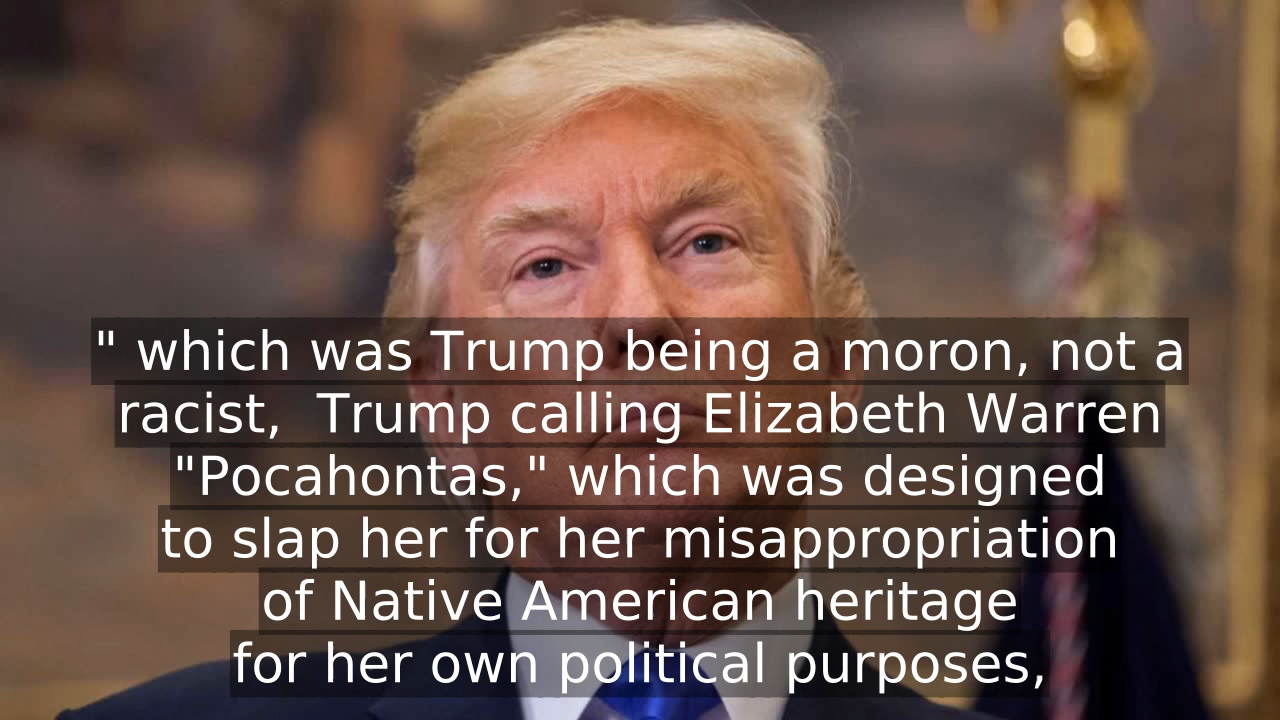 " which was Trump being a moron, not a
racist,  Trump calling Elizabeth Warren
"Pocahontas," which was designed
to slap her for her misappropriation
of Native American heritage
for her own political purposes,